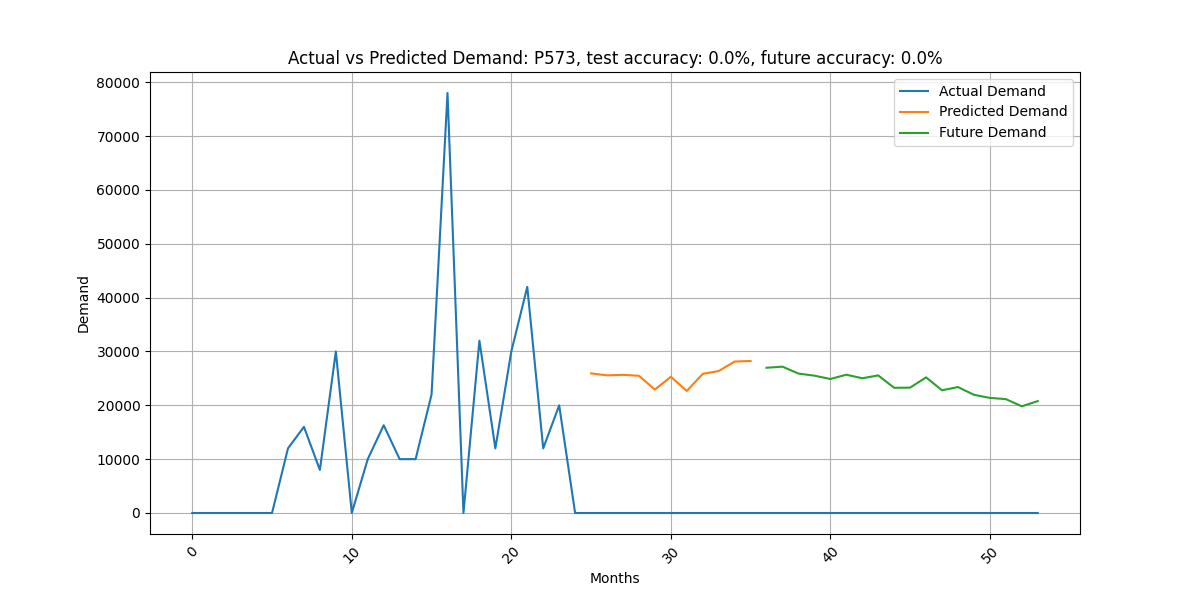 Actual vs Predicted Demand: P573, test accuracy: 0.0%, future accuracy: 0.0%
80000
70000
60000
50000
40000
30000
20000
10000
0
Demand
Actual Demand
Predicted Demand
Future Demand
0
10
20
30
40
50
Months